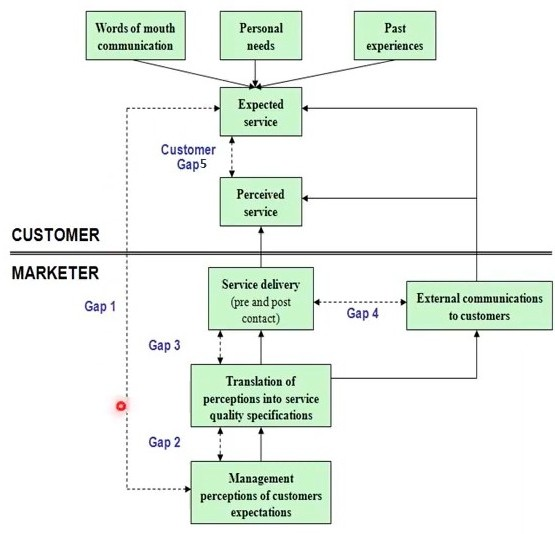 Words of mouth
communication
Personal
needs
Past
experiences
Expected
service
Customer
Gap5
Perceived
service
CUSTOMER
MARKETER
Service delivery
(pre and post
contact)
External communications
to customers
Gap 1
Gap 4
Gap 3
Translation of
perceptions into service
quality specifications
Gap 2
Management
perceptions of customers
expectations